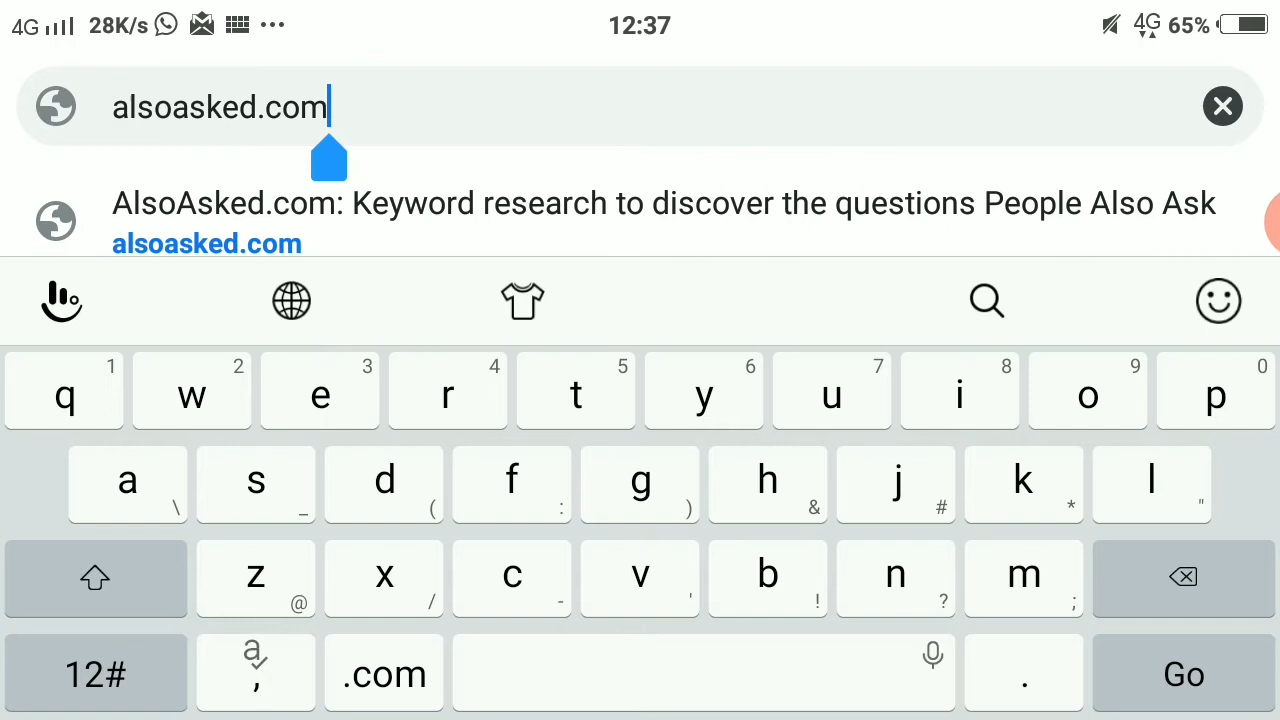 4G 28K/s 12:37 4G 65%
alsoasked.com
AlsoAsked.com: Keyword research to discover the questions People Also Ask
alsoasked.com
q 1 w 2 e 3 r 4 t 5 y 6 u 7 i 8 o 9 p 0
a \ s _ d ( f : g ) h & j # k * l "
z @ x / c - v ' b ! n ? m ;
12# a , .com . Go